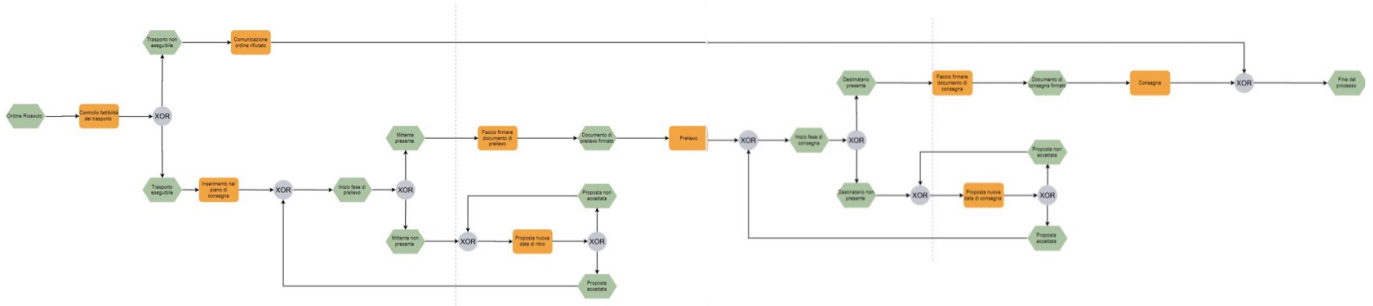 Trasporto non
eseguibile
Comunicazione
ordine rifiutato
Ordine Ricevuto
Controllo fattibilità
del trasporto
XOR
Trasporto
eseguibile
Inserimento nel
piano di
consegna
XOR
Inizio fase di
prelievo
XOR
Mittente
presente
Faccio firmare
documento di
prelievo
Documento di
prelievo firmato
Prelievo
Mittente non
presente
XOR
Proposta nuova
data di ritiro
XOR
Proposta non
accettata
Proposta
accettata
XOR
Inizio fase di
consegna
XOR
Destinatario
presente
Faccio firmare
documento di
consegna
Documento di
consegna firmato
Consegna
XOR
Fine del
processo
Destinatario non
presente
XOR
Proposta nuova
data di consegna
XOR
Proposta non
accettata
Proposta
accettata